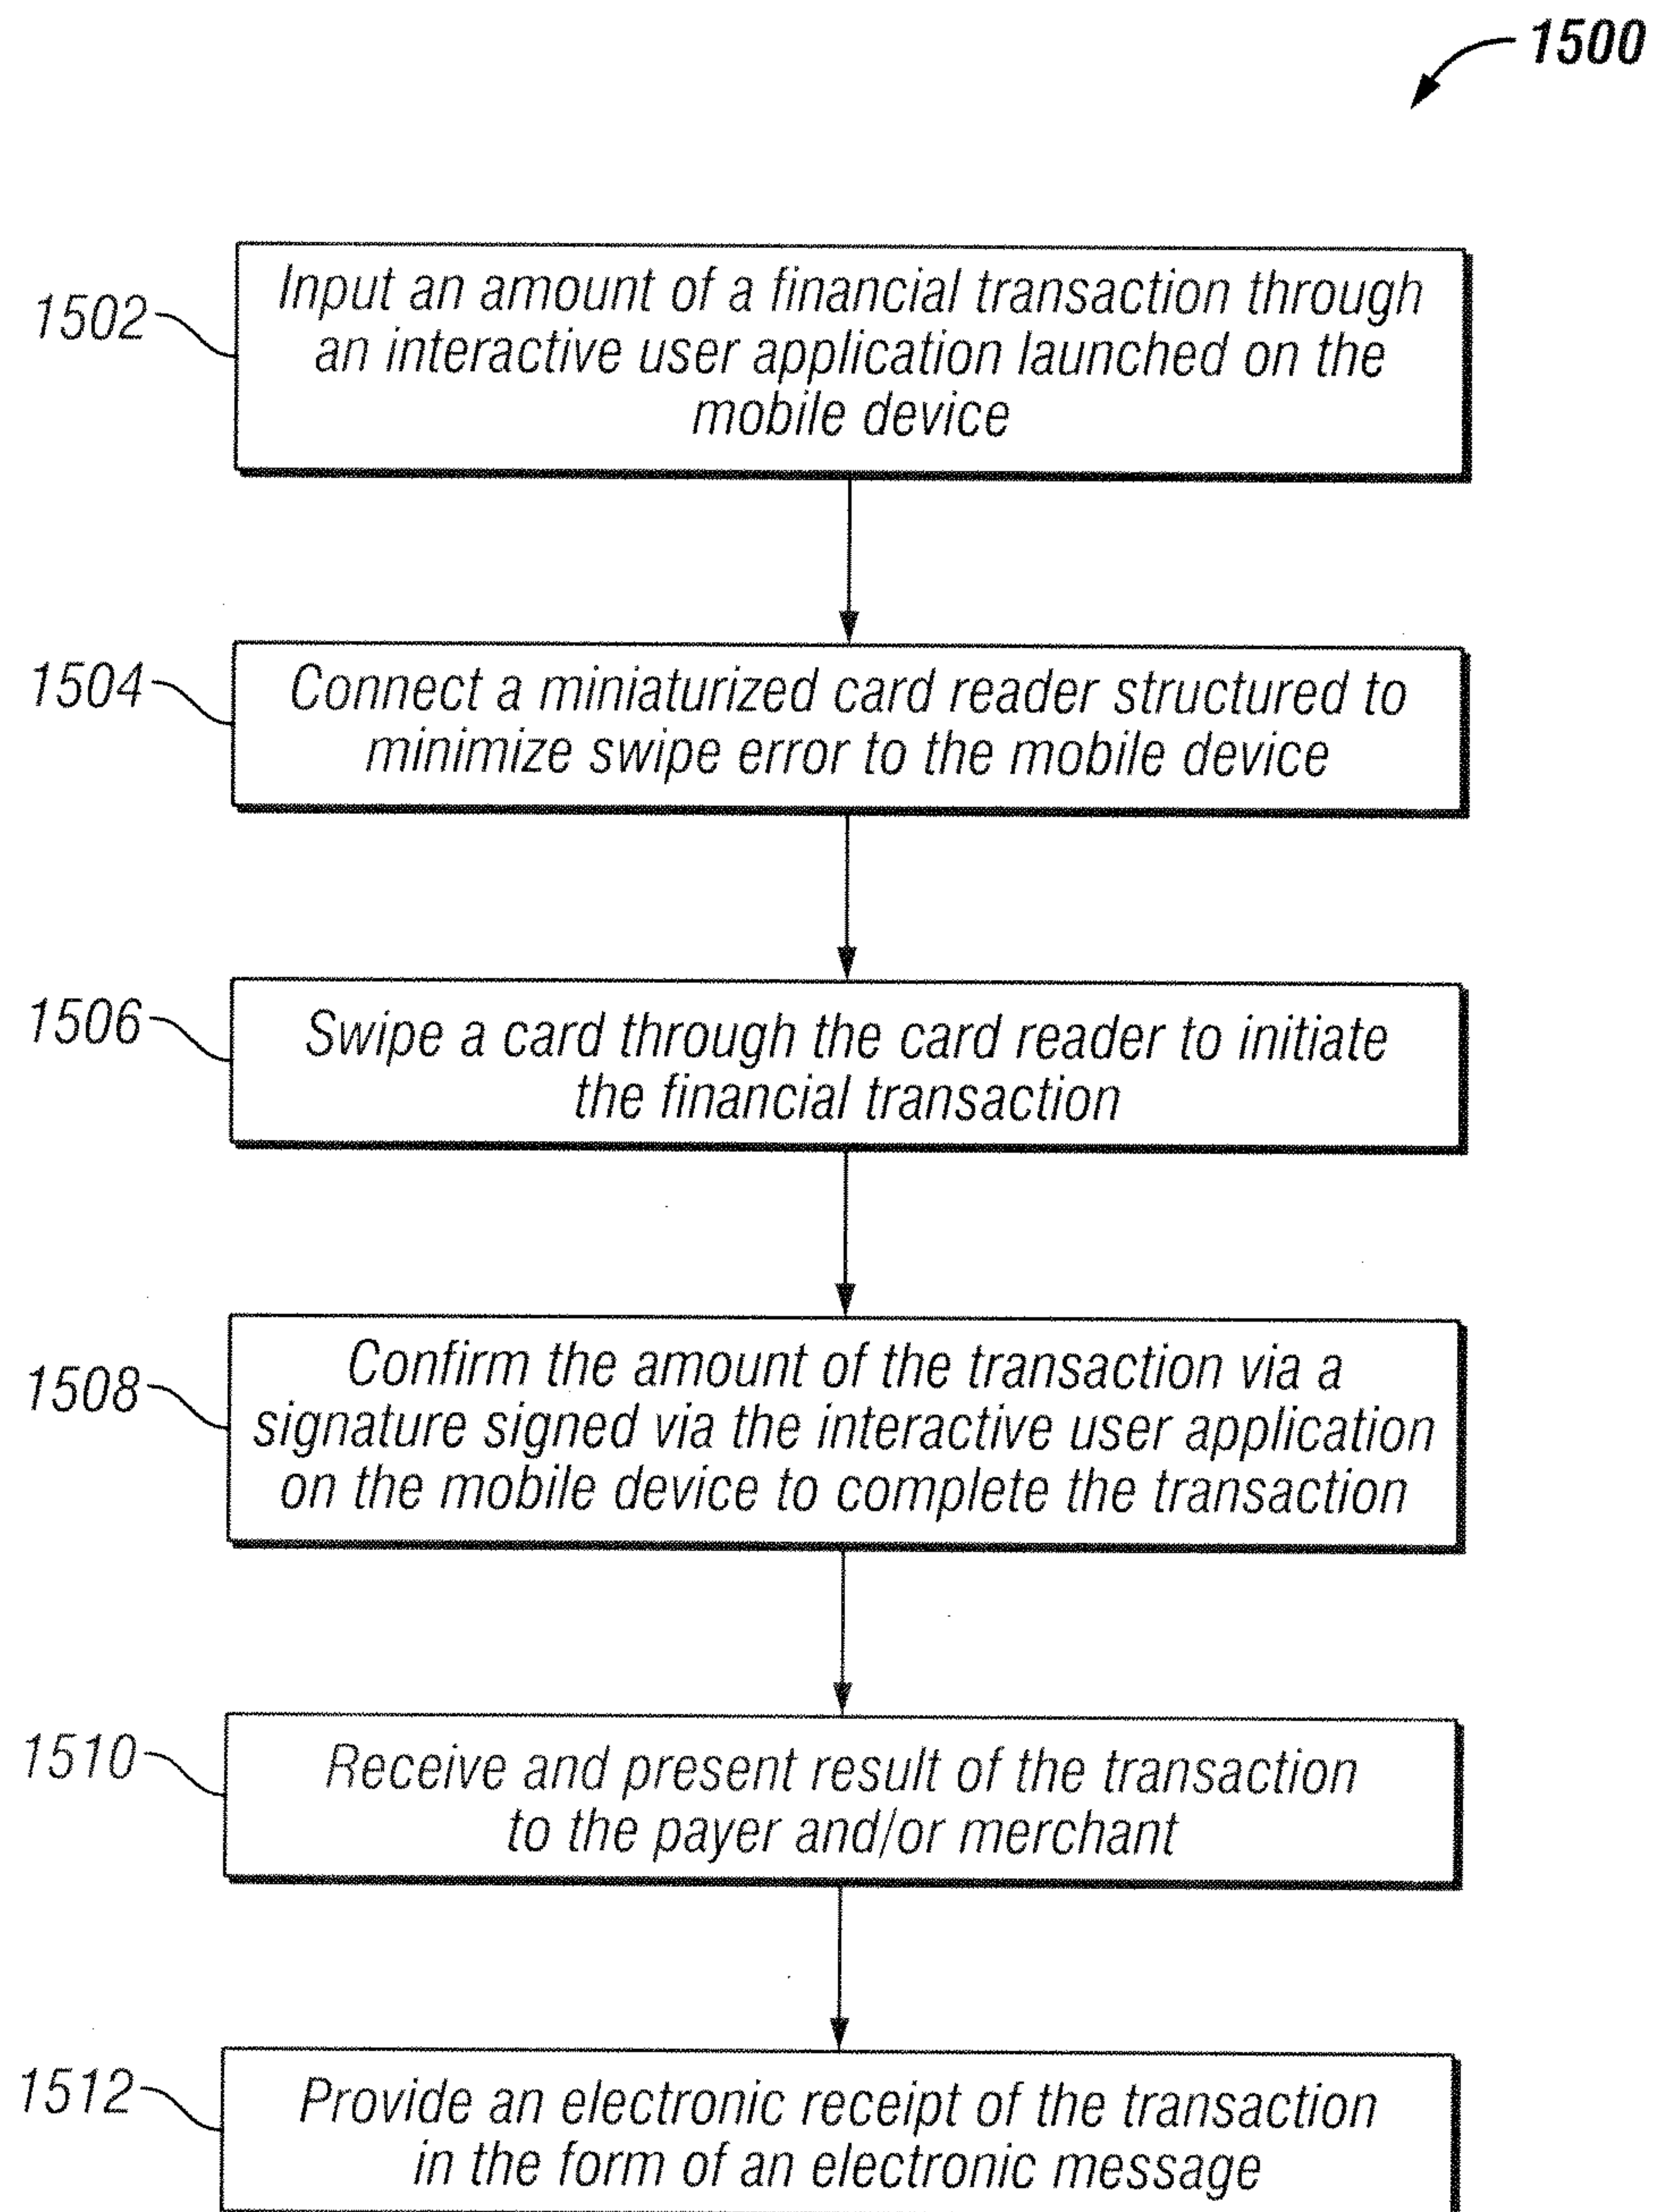 1500
1502
Input an amount of a financial transaction through
an interactive user application launched on the
mobile device
1504
Connect a miniaturized card reader structured to
minimize swipe error to the mobile device
1506
Swipe a card through the card reader to initiate
the financial transaction
1508
Confirm the amount of the transaction via a
signature signed via the interactive user application
on the mobile device to complete the transaction
1510
Receive and present result of the transaction
to the payer and/or merchant
1512
Provide an electronic receipt of the transaction
in the form of an electronic message